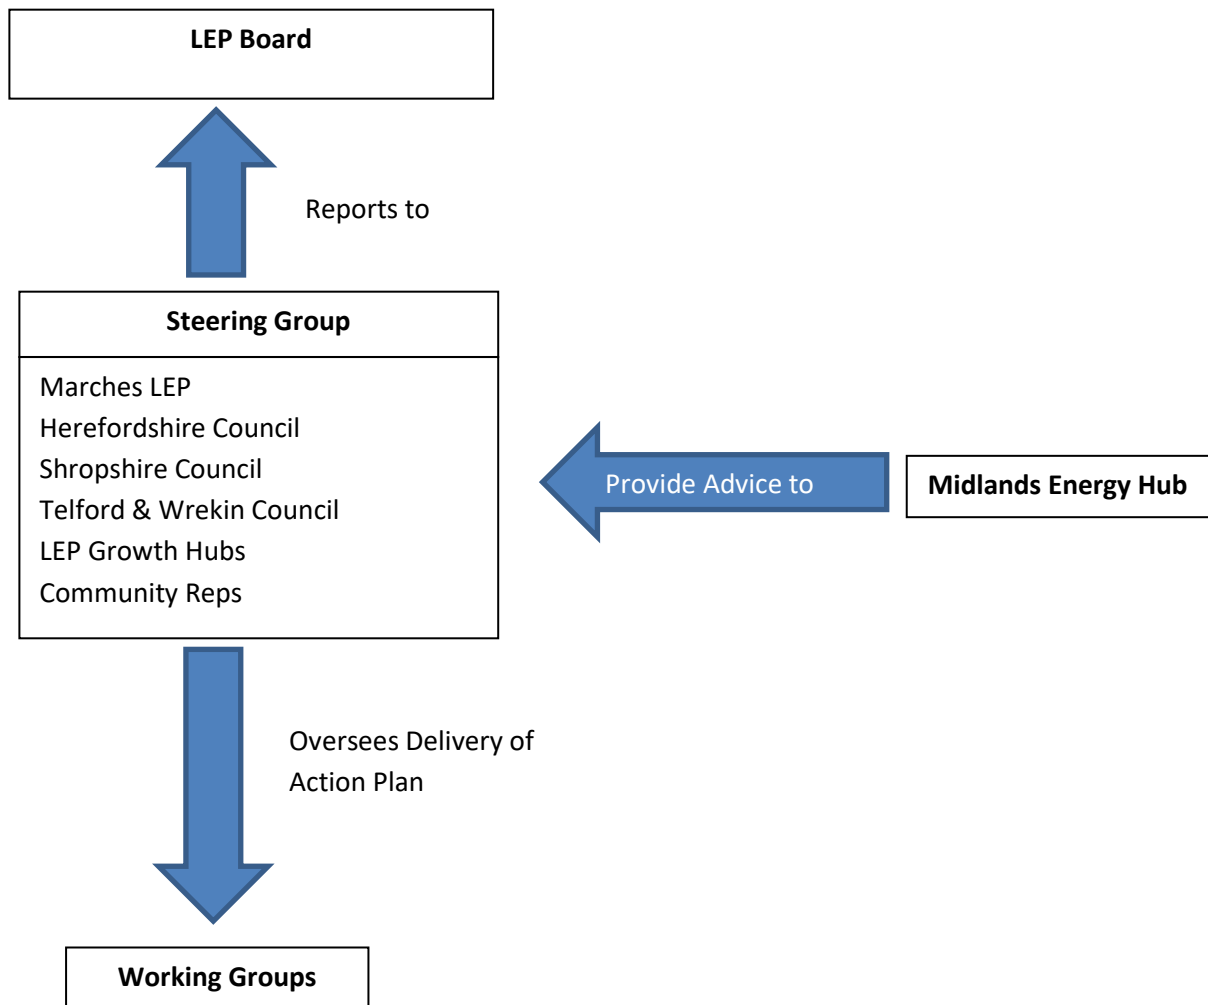 LEP Board
Reports to
Steering Group
Marches LEP
Herefordshire Council
Shropshire Council
Telford & Wrekin Council
LEP Growth Hubs
Community Reps
Provide Advice to
Midlands Energy Hub
Oversees Delivery of
Action Plan
Working Groups